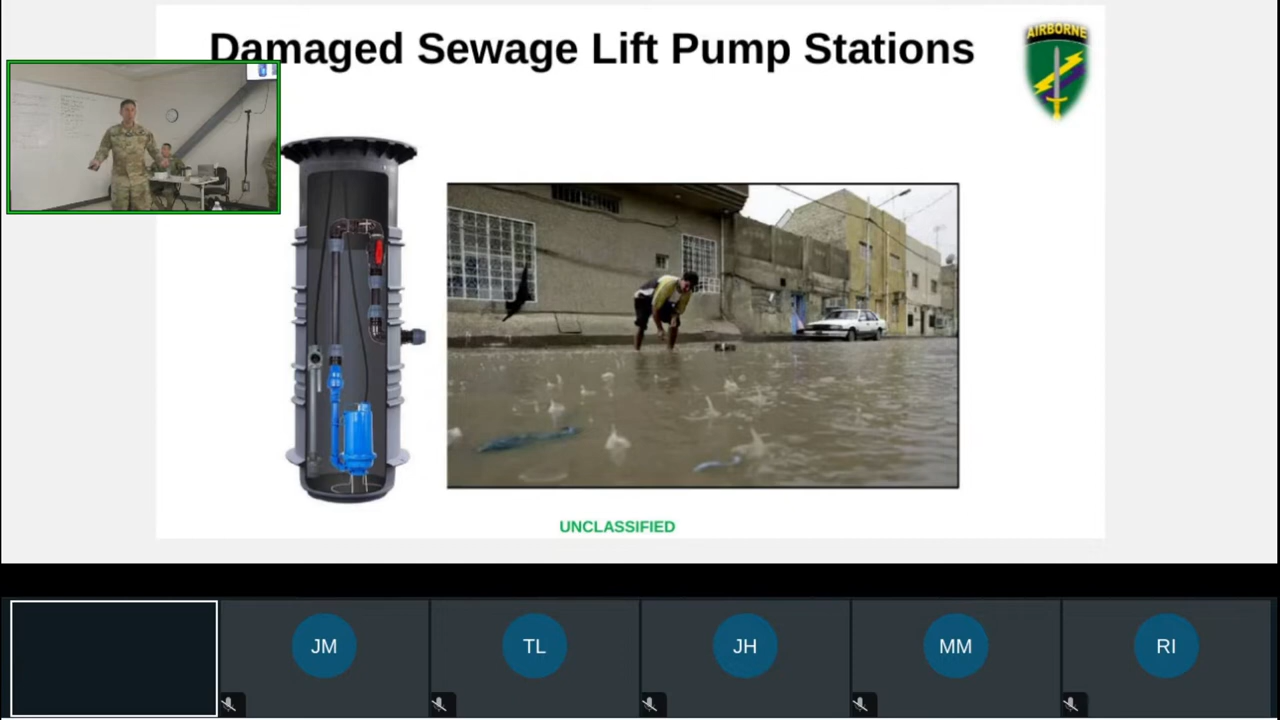 Damaged Sewage Lift Pump Stations
AIRBORNE
UNCLASSIFIED
JM
TL
JH
MM
RI